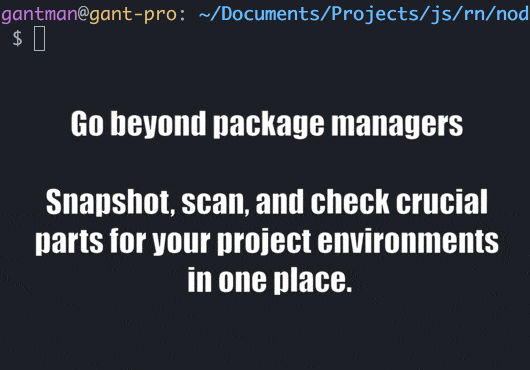 gantman@gant-pro: ~/Documents/Projects/js/rn/nod
$
Go beyond package managers
Snapshot, scan, and check crucial
parts for your project environments
in one place.